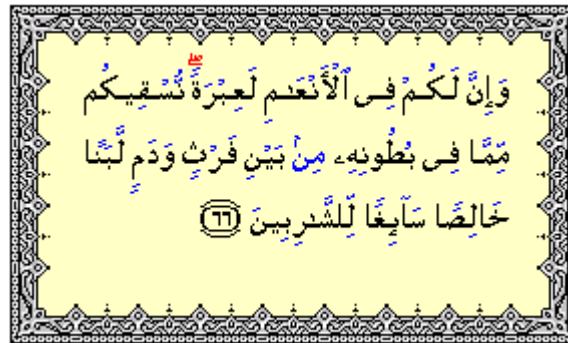 وَإِنَّ لَكُمْ فِى ٱلْأَنْعَـٰمِ لَعِبْرَةًۖ نُّسْقِيكُم
مِّمَّا فِى بُطُونِهِۦ مِنۢ بَيْنِ فَرْثٍ وَدَمٍ لَّبَنًا
خَالِصًا سَآئِغًا لِّلشَّـٰرِبِينَ ٦٦